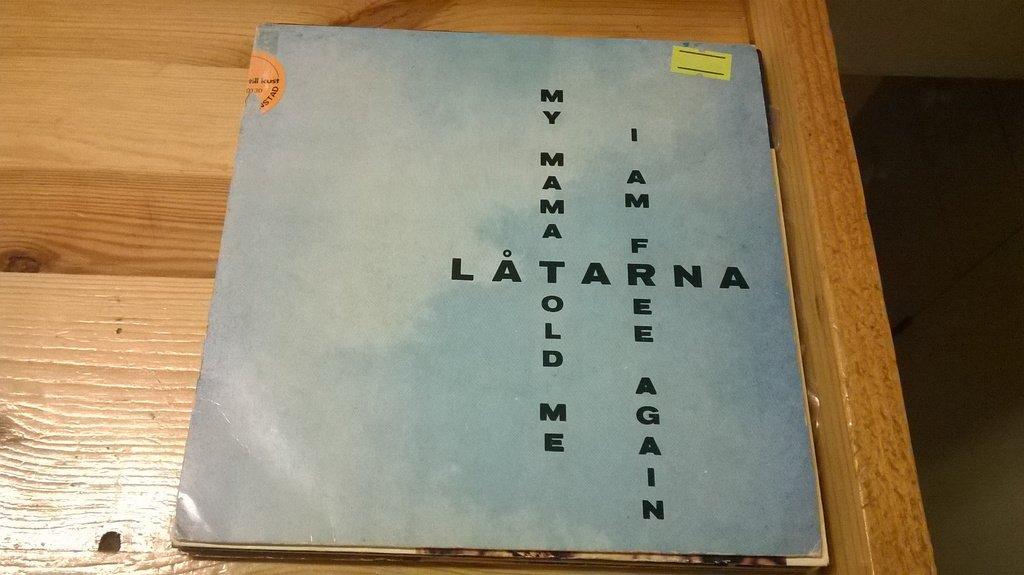 till kust
MY MAMA TOLD ME
I AM FREE AGAIN
LÅTARNA